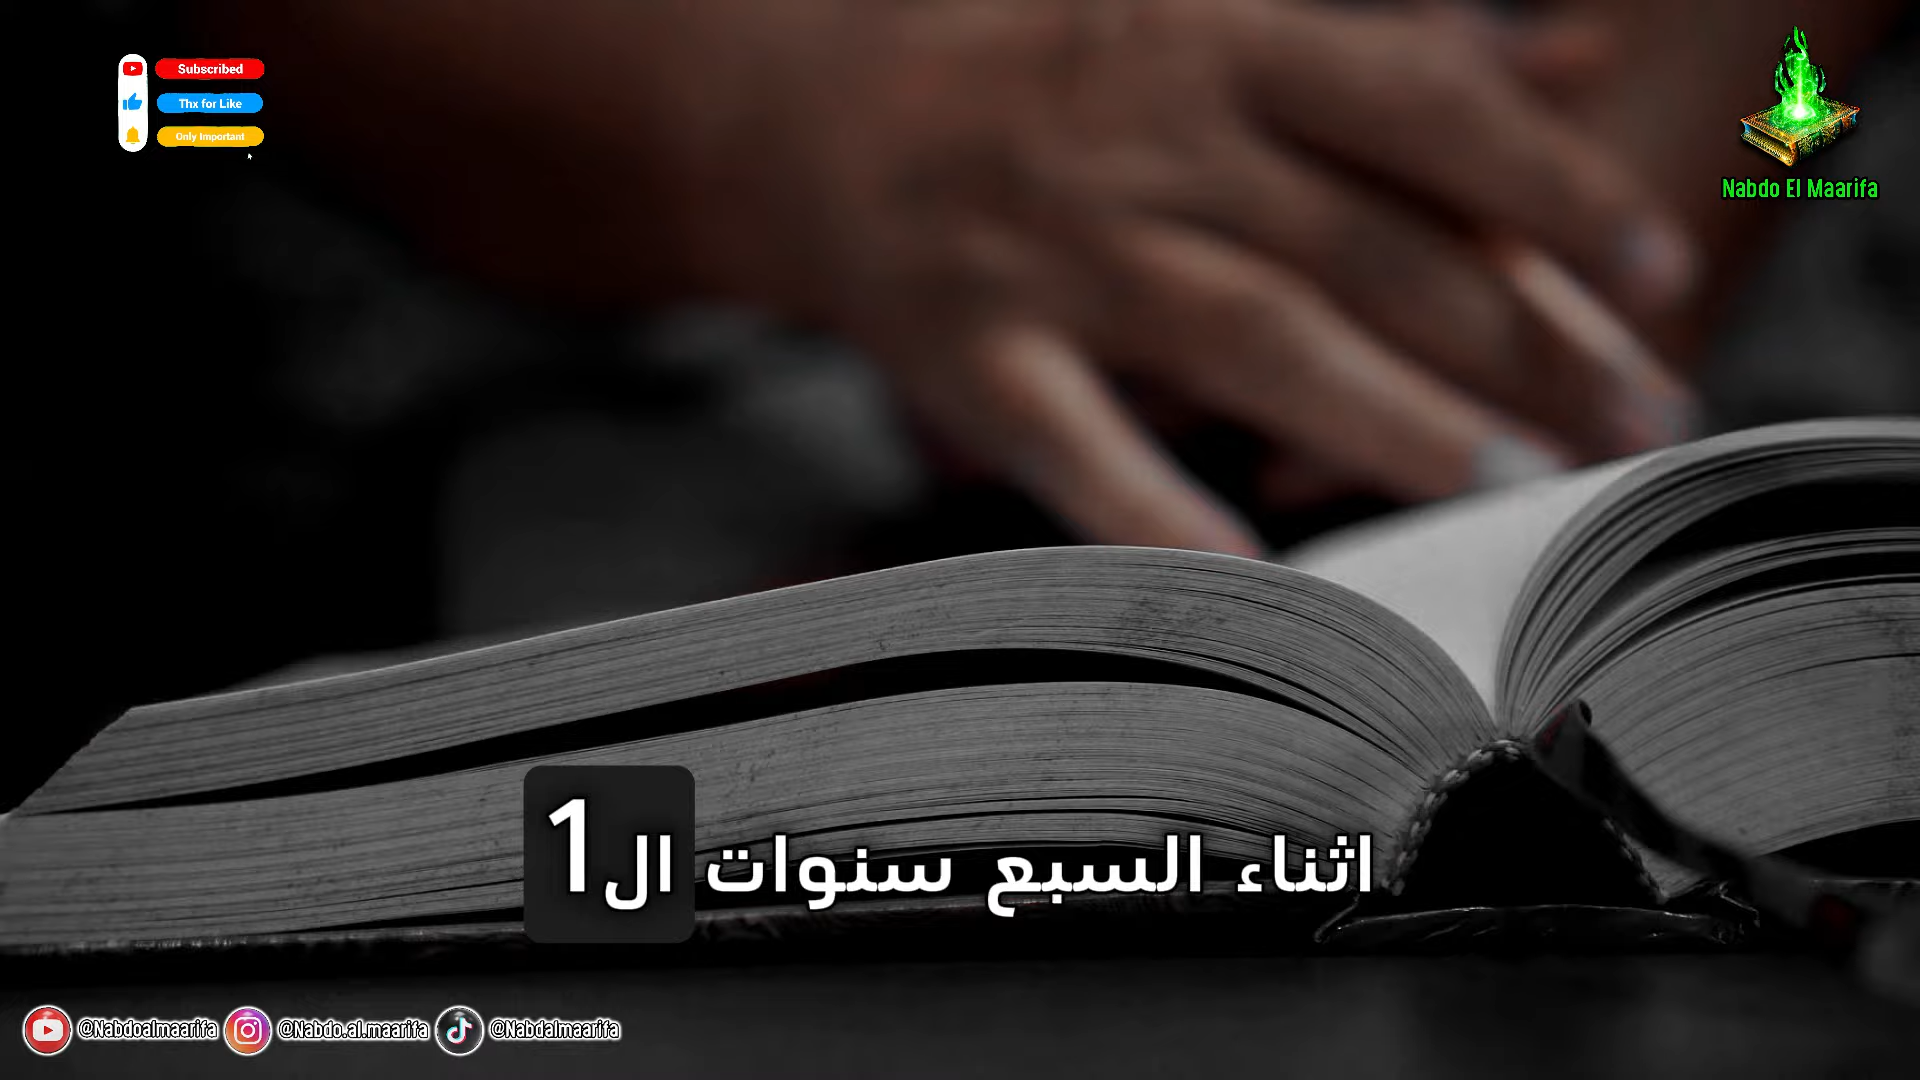 Subscribed
Thx for Like
Only Important
Nabdo El Maarifa
اثناء السبع سنوات ال1
@Nabdoalmaarifa @Nabdo.al.maarifa @Nabdalmaarifa